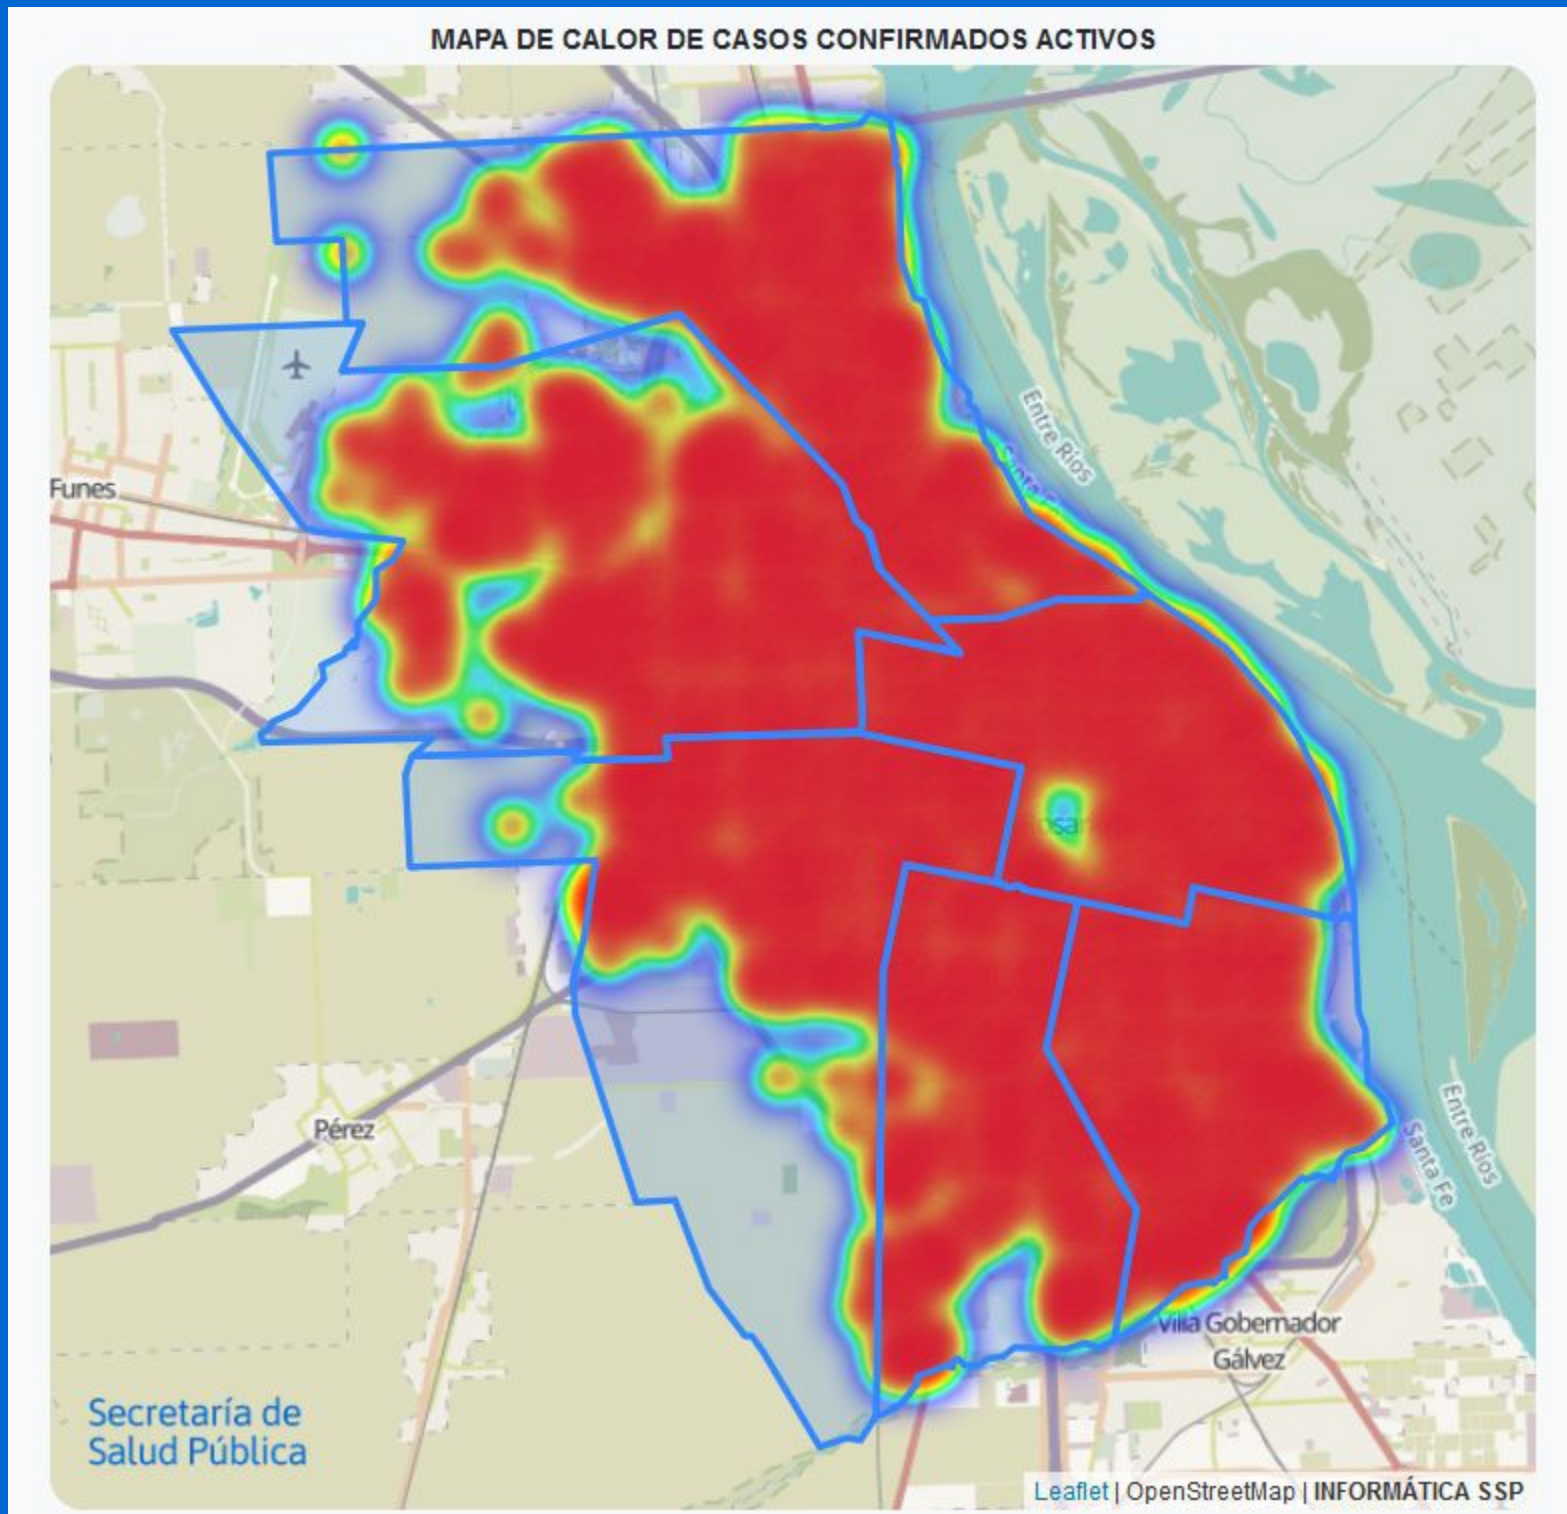 MAPA DE CALOR DE CASOS CONFIRMADOS ACTIVOS
Entre Ríos
Funes
Pérez
Entre Ríos
Santa Fe
Villa Gobernador
Gálvez
Secretaría de
Salud Pública
Leaflet | OpenStreetMap | INFORMÁTICA SSP